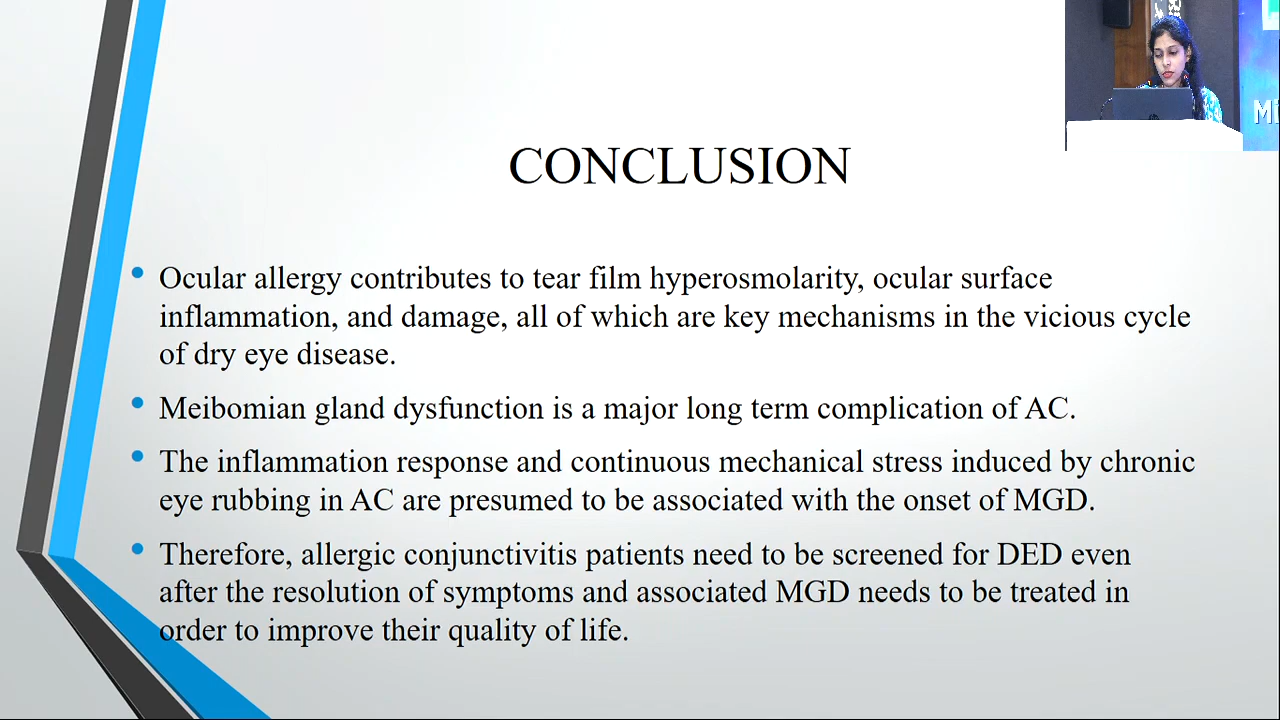 CONCLUSION
Ocular allergy contributes to tear film hyperosmolarity, ocular surface
inflammation, and damage, all of which are key mechanisms in the vicious cycle
of dry eye disease.
Meibomian gland dysfunction is a major long term complication of AC.
The inflammation response and continuous mechanical stress induced by chronic
eye rubbing in AC are presumed to be associated with the onset of MGD.
Therefore, allergic conjunctivitis patients need to be screened for DED even
after the resolution of symptoms and associated MGD needs to be treated in
order to improve their quality of life.